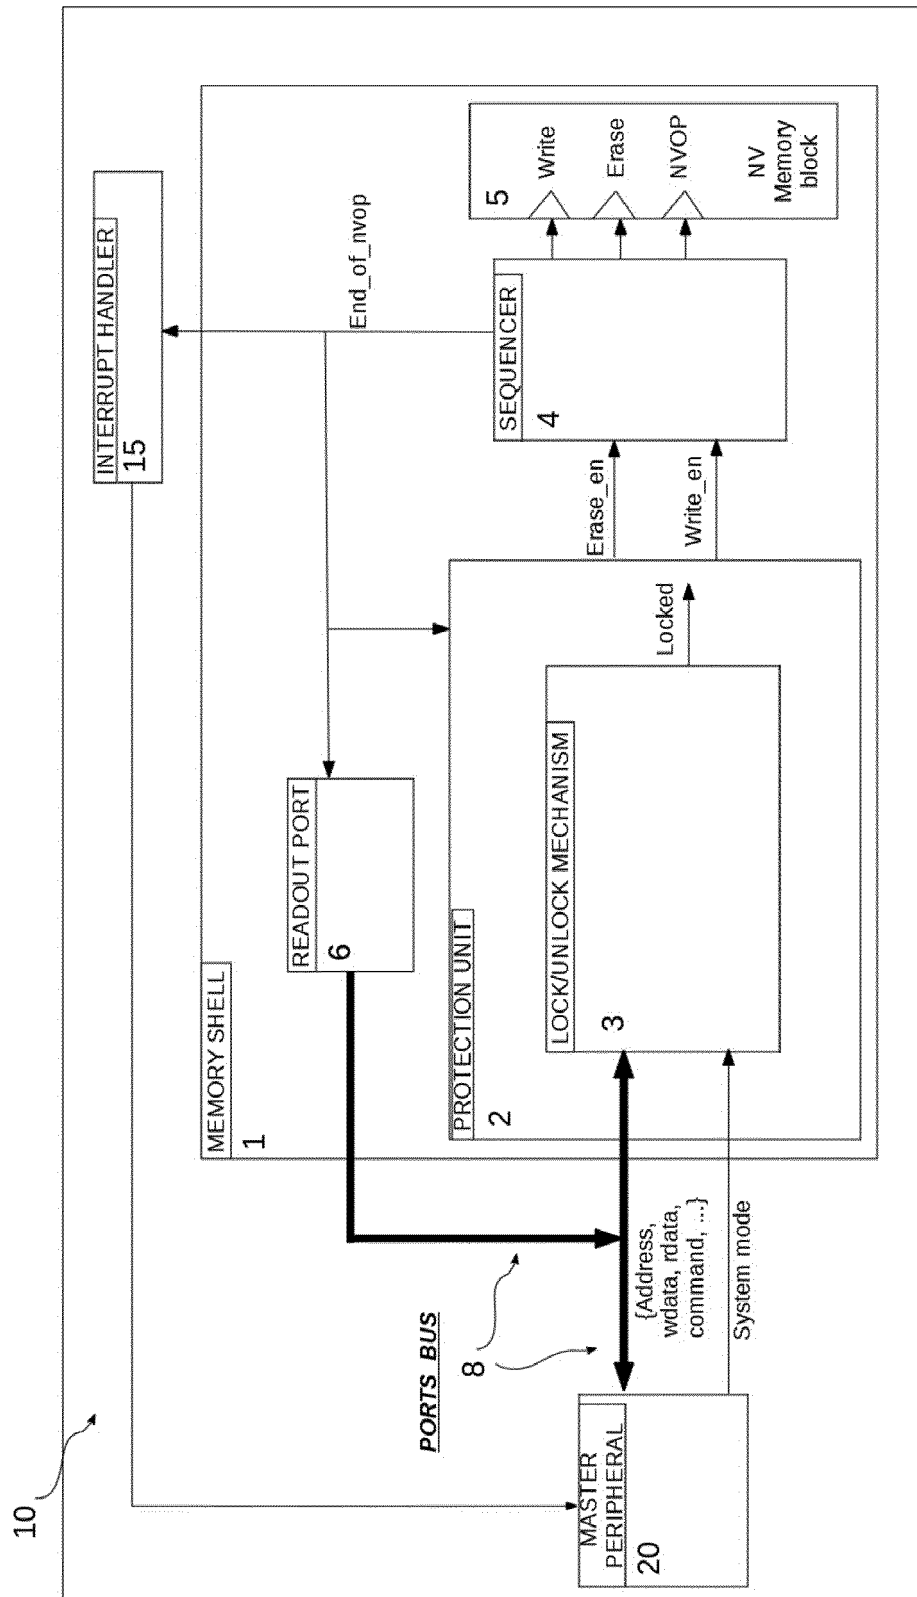 10
INTERRUPT HANDLER
15
MEMORY SHELL
1
End_of_nvop
READOUT PORT
6
5
Write
Erase
NVOP
NV
Memory
block
SEQUENCER
4
PORTS BUS
8
PROTECTION UNIT
2
LOCK/UNLOCK MECHANISM
3
Locked
Erase_en
Write_en
MASTER
PERIPHERAL
20
{Address,
wdata, rdata,
command, ...}
System mode